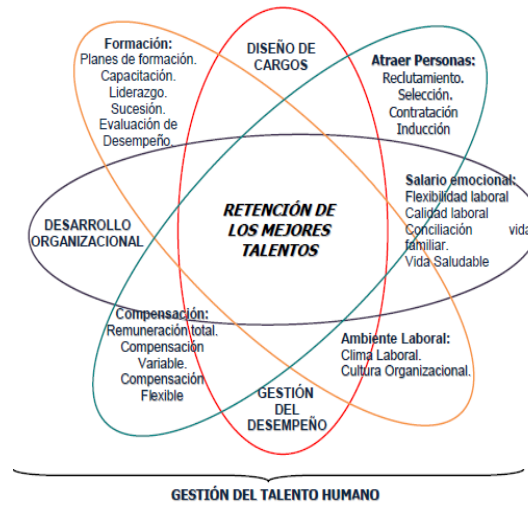 Formación:
Planes de formación.
Capacitación.
Liderazgo.
Sucesión.
Evaluación de
Desempeño.
DISEÑO DE
CARGOS
Atraer Personas:
Reclutamiento.
Selección.
Contratación
Inducción
DESARROLLO
ORGANIZACIONAL
RETENCIÓN DE
LOS MEJORES
TALENTOS
Salario emocional:
Flexibilidad laboral
Calidad laboral
Conciliación vida
familiar.
Vida Saludable
Compensación:
Remuneración total.
Compensación
Variable.
Compensación
Flexible
GESTIÓN
DEL
DESEMPEÑO
Ambiente Laboral:
Clima Laboral.
Cultura Organizacional.
GESTIÓN DEL TALENTO HUMANO